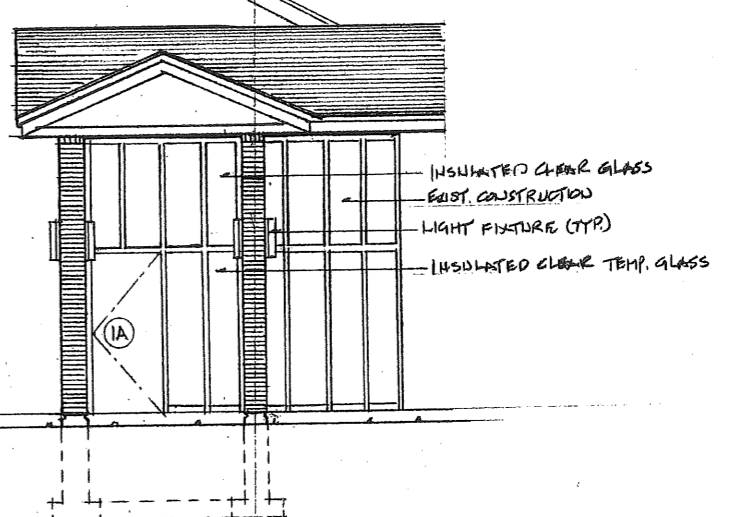 INSULATED CLEAR GLASS
EXIST. CONSTRUCTION
LIGHT FIXTURE (TYP.)
INSULATED CLEAR TEMP. GLASS
1A